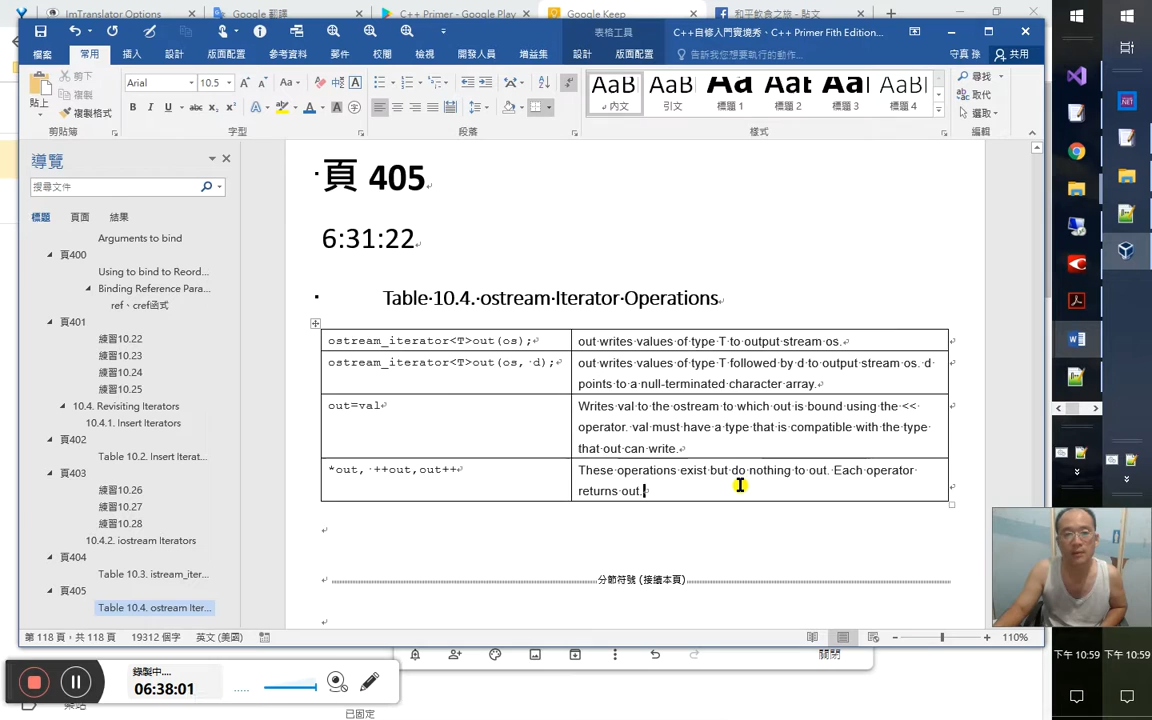 ImTranslator Options
Google 翻譯
C++ Primer - Google Play
Google Keep
和平飲食之旅 - 貼文
表格工具
C++自修入門實境秀、C++ Primer Fith Edition...
檔案
常用
插入
設計
版面配置
參考資料
郵件
校閱
檢視
開發人員
增益集
設計
版面配置
告訴我您想要執行的動作...
守真 孫
共用
貼上
剪下
複製
複製格式
Arial
10.5
剪貼簿
字型
段落
樣式
編輯
AaB
內文
AaB
引文
Aa
標題 1
Aat
標題 2
Aal
標題 3
AaBl
標題 4
尋找
取代
選取
導覽
搜尋文件
標題
頁面
結果
Arguments to bind
頁400
Using to bind to Reord...
Binding Reference Para...
ref、cref函式
頁401
練習10.22
練習10.23
練習10.24
練習10.25
10.4. Revisiting Iterators
10.4.1. Insert Iterators
頁402
Table 10.2. Insert Iterat...
頁403
練習10.26
練習10.27
練習10.28
10.4.2. iostream Iterators
頁404
Table 10.3. istream_iter...
頁405
Table 10.4. ostream Iter...
頁 405
6:31:22
Table 10.4. ostream Iterator Operations
ostream_iterator<T>out(os);
out writes values of type T to output stream os.
ostream_iterator<T>out(os, d);
out writes values of type T followed by d to output stream os. d
points to a null-terminated character array.
out=val
Writes val to the ostream to which out is bound using the <<
operator. val must have a type that is compatible with the type
that out can write.
*out, ++out,out++
These operations exist but do nothing to out. Each operator
returns out.
分節符號 (接續本頁)
第 118 頁，共 118 頁
19312 個字
英文 (美國)
110%
錄製中...
06:38:01
關閉
已固定
下午 10:59
下午 10:59